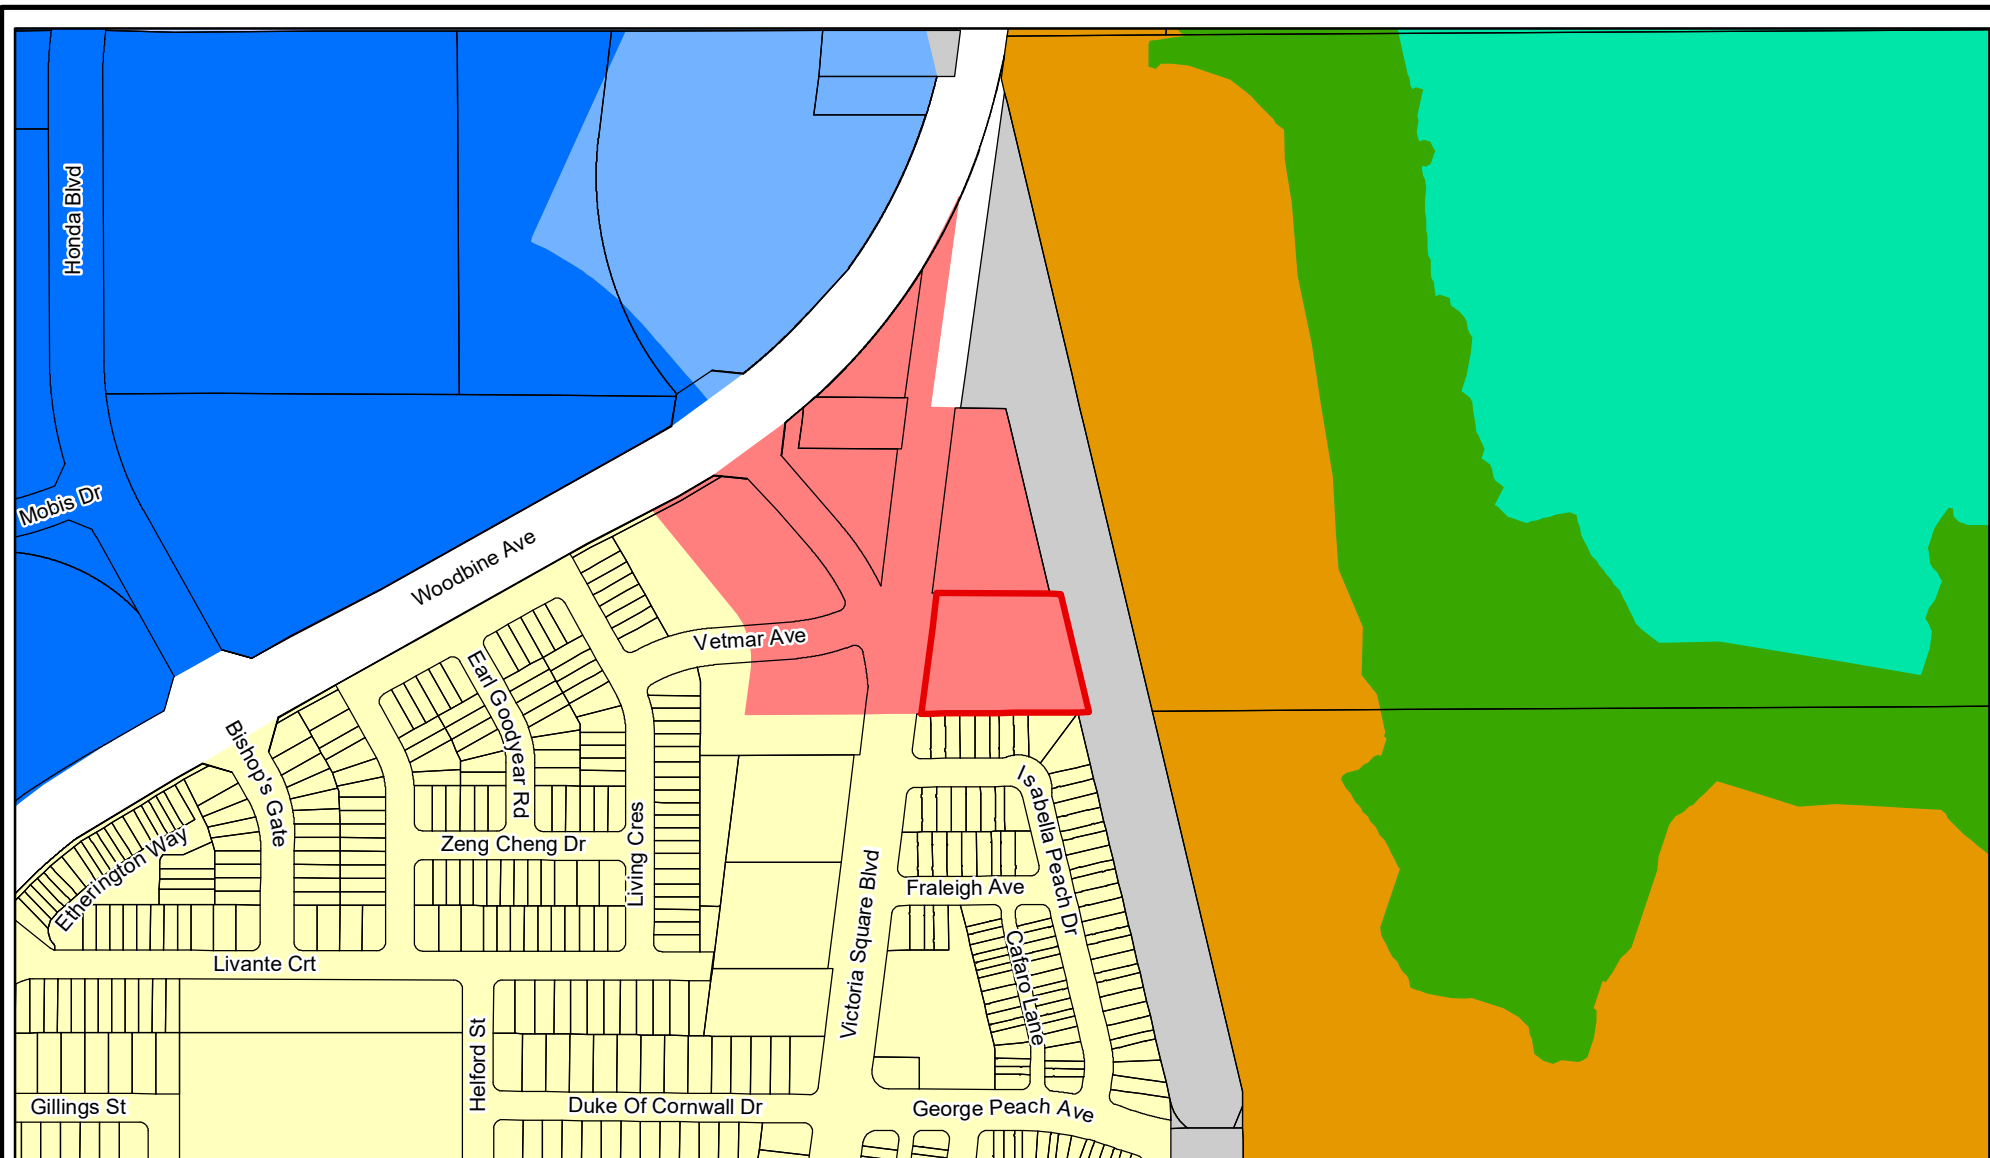 Honda Blvd
Mobis Dr
Woodbine Ave
Vetmar Ave
Earl Goodyear Rd
Bishop's Gate
Isabella Peach Dr
Zeng Cheng Dr
Living Cres
Etherington Way
Victoria Square Blvd
Fraleigh Ave
Cafaro Lane
Livante Crt
Helford St
Gillings St
Duke Of Cornwall Dr
George Peach Ave